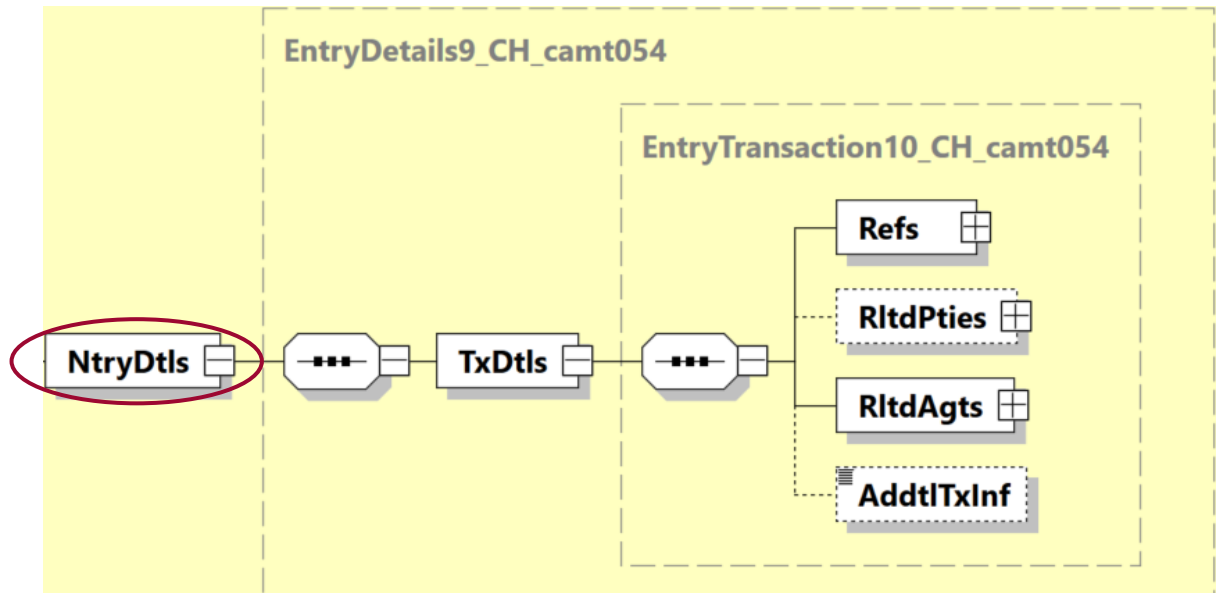 EntryDetails9_CH_camt054
EntryTransaction10_CH_camt054
Refs
RltdPties
NtryDtls
TxDtls
RltdAgts
AddtlTxInf